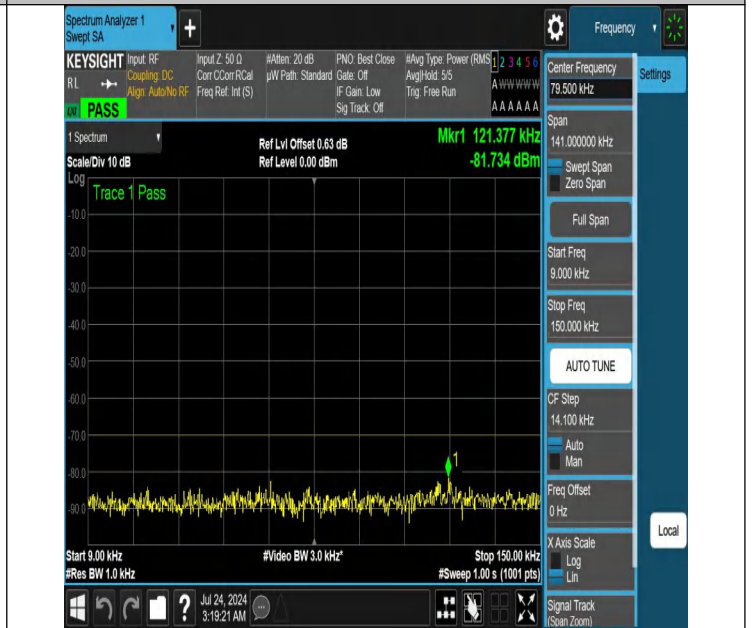 Spectrum Analyzer 1
Swept SA
+
Frequency
KEYSIGHT
RL
PASS
Input: RF
Coupling: DC
Align: Auto/No RF
Input Z: 50 Ω
Corr CCorr RCal
Freq Ref: Int (S)
#Atten: 20 dB
µW Path: Standard
PNO: Best Close
Gate: Off
IF Gain: Low
Sig Track: Off
#Avg Type: Power (RMS
Avg|Hold: 5/5
Trig: Free Run
1 2 3 4 5 6
A W W W W W
A A A A A A
1 Spectrum
Scale/Div 10 dB
Ref Lvl Offset 0.63 dB
Ref Level 0.00 dBm
Mkr1 121.377 kHz
-81.734 dBm
Log
Trace 1 Pass
-10.0
-20.0
-30.0
-40.0
-50.0
-60.0
-70.0
-80.0
-90.0
1
Start 9.00 kHz
#Res BW 1.0 kHz
#Video BW 3.0 kHz*
Stop 150.00 kHz
#Sweep 1.00 s (1001 pts)
?
Jul 24, 2024
3:19:21 AM
Center Frequency
79.500 kHz
Settings
Span
141.000000 kHz
Swept Span
Zero Span
Full Span
Start Freq
9.000 kHz
Stop Freq
150.000 kHz
AUTO TUNE
CF Step
14.100 kHz
Auto
Man
Freq Offset
0 Hz
X Axis Scale
Log
Lin
Local
Signal Track
(Span Zoom)